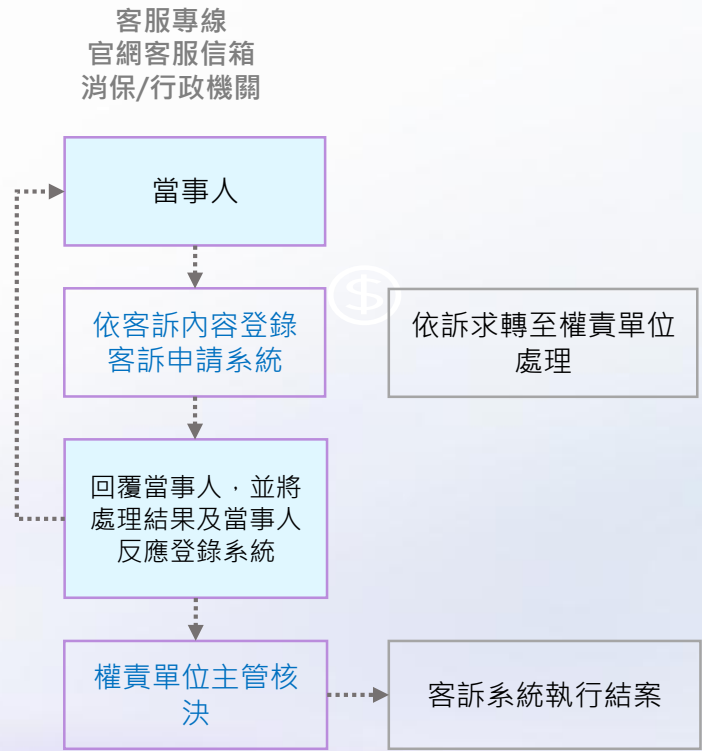 客服專線
官網客服信箱
消保/行政機關
當事人
依客訴內容登錄
客訴申請系統
依訴求轉至權責單位
處理
回覆當事人，並將
處理結果及當事人
反應登錄系統
權責單位主管核
決
客訴系統執行結案